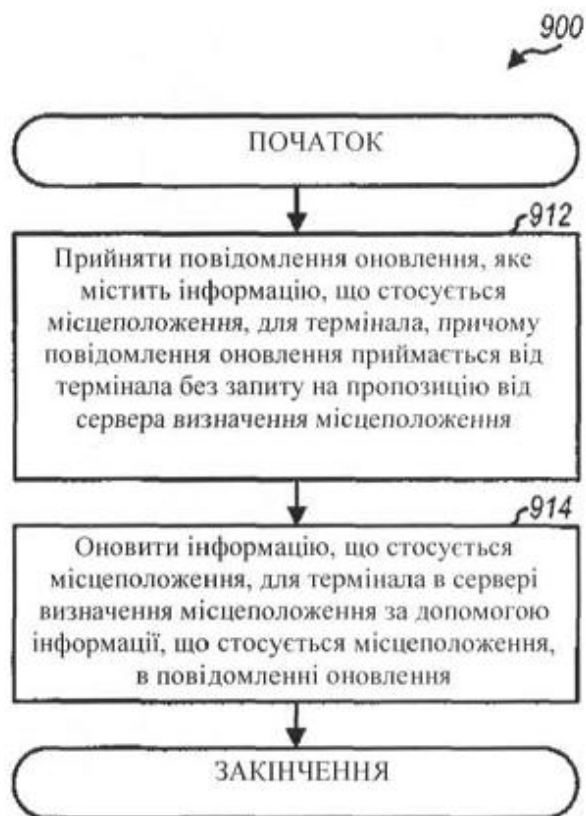 900
ПОЧАТОК
912
Прийняти повідомлення оновлення, яке
містить інформацію, що стосується
місцеположення, для термінала, причому
повідомлення оновлення приймається від
термінала без запиту на пропозицію від
сервера визначення місцеположення
914
Оновити інформацію, що стосується
місцеположення, для термінала в сервері
визначення місцеположення за допомогою
інформації, що стосується місцеположення,
в повідомленні оновлення
ЗАКІНЧЕННЯ